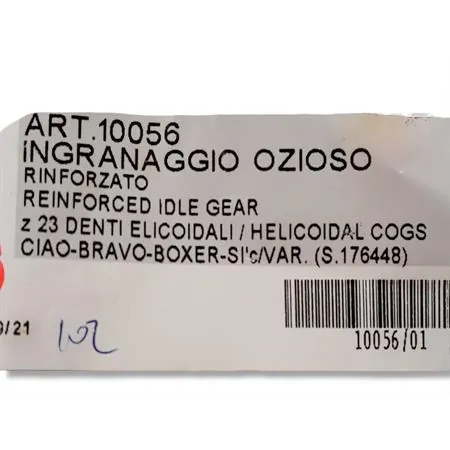 ART.10056
iNGRANAGGIO OZIOSO
RINFORZATO
REINFORCED IDLE GEAR
z 23 DENTI ELICOIDALI / HELICOIDAL COGS
CIAO-BRAVO-BOXER-SI'c/VAR. (S.176448)
/21
10056/01